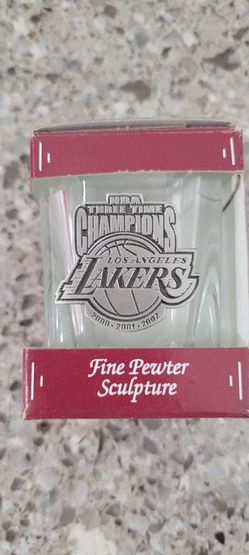 NBA
THREE TIME
CHAMPIONS
LOS ANGELES
LAKERS
2000 • 2001 • 2002
Fine Pewter
Sculpture